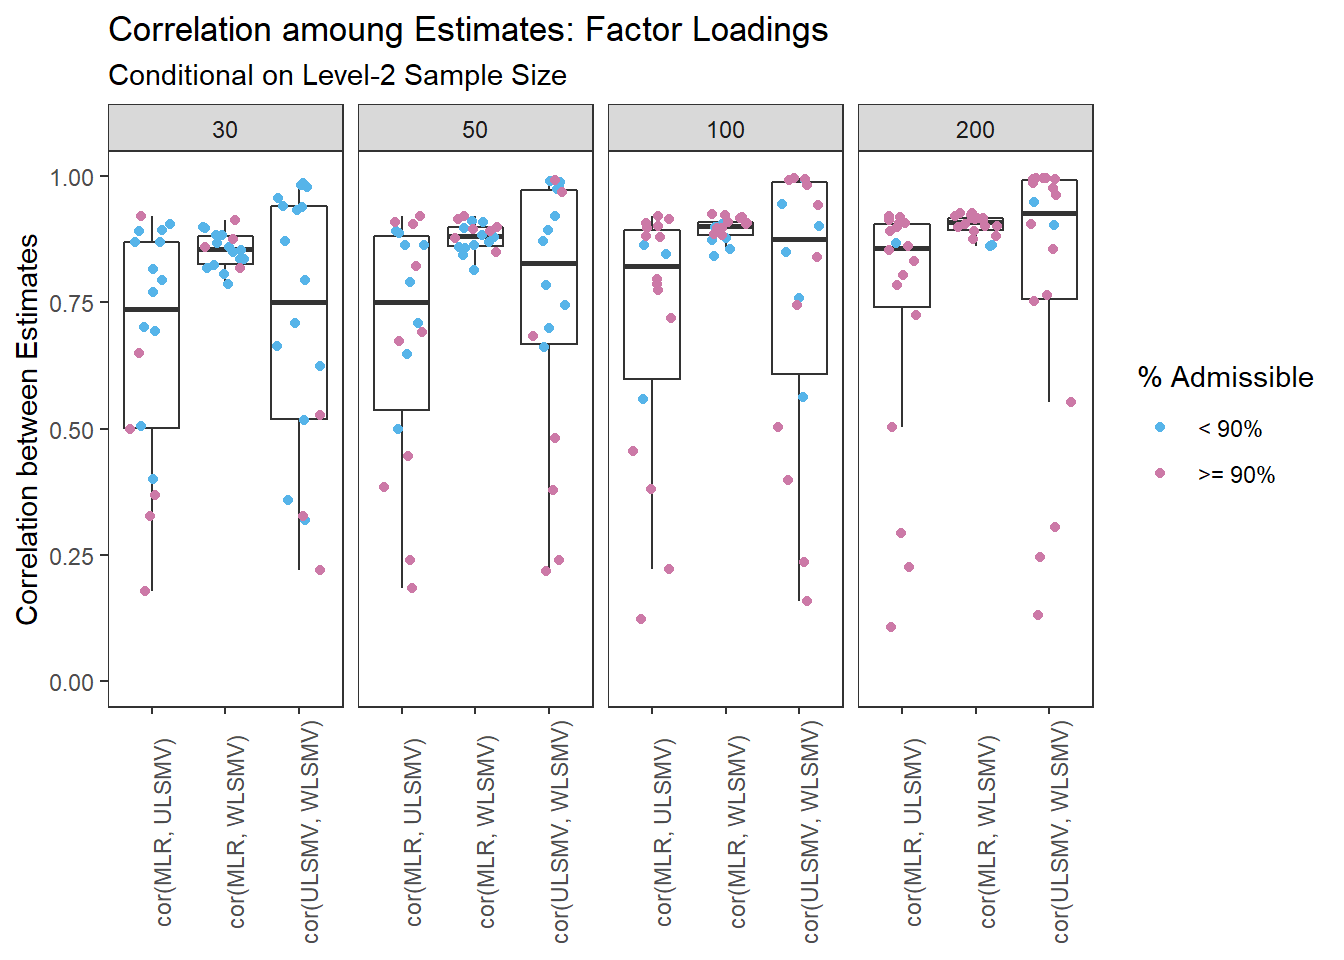 Correlation amoung Estimates: Factor Loadings
Conditional on Level-2 Sample Size
30 50 100 200
Correlation between Estimates
1.00
0.75
0.50
0.25
0.00
cor(MLR, ULSMV)
cor(MLR, WLSMV)
cor(ULSMV, WLSMV)
cor(MLR, ULSMV)
cor(MLR, WLSMV)
cor(ULSMV, WLSMV)
cor(MLR, ULSMV)
cor(MLR, WLSMV)
cor(ULSMV, WLSMV)
cor(MLR, ULSMV)
cor(MLR, WLSMV)
cor(ULSMV, WLSMV)
% Admissible
< 90%
>= 90%